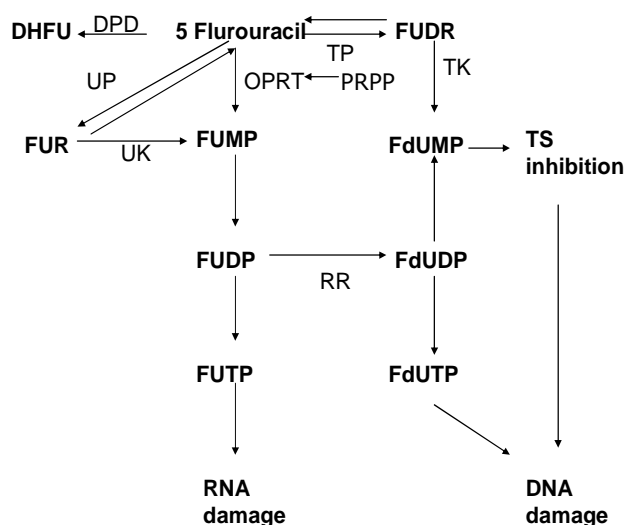 DHFU DPD 5 Flurouracil FUDR
TP
UP OPRT PRPP TK
FUR UK FUMP FdUMP TS
inhibition
FUDP RR FdUDP
FUTP FdUTP
RNA DNA
damage damage